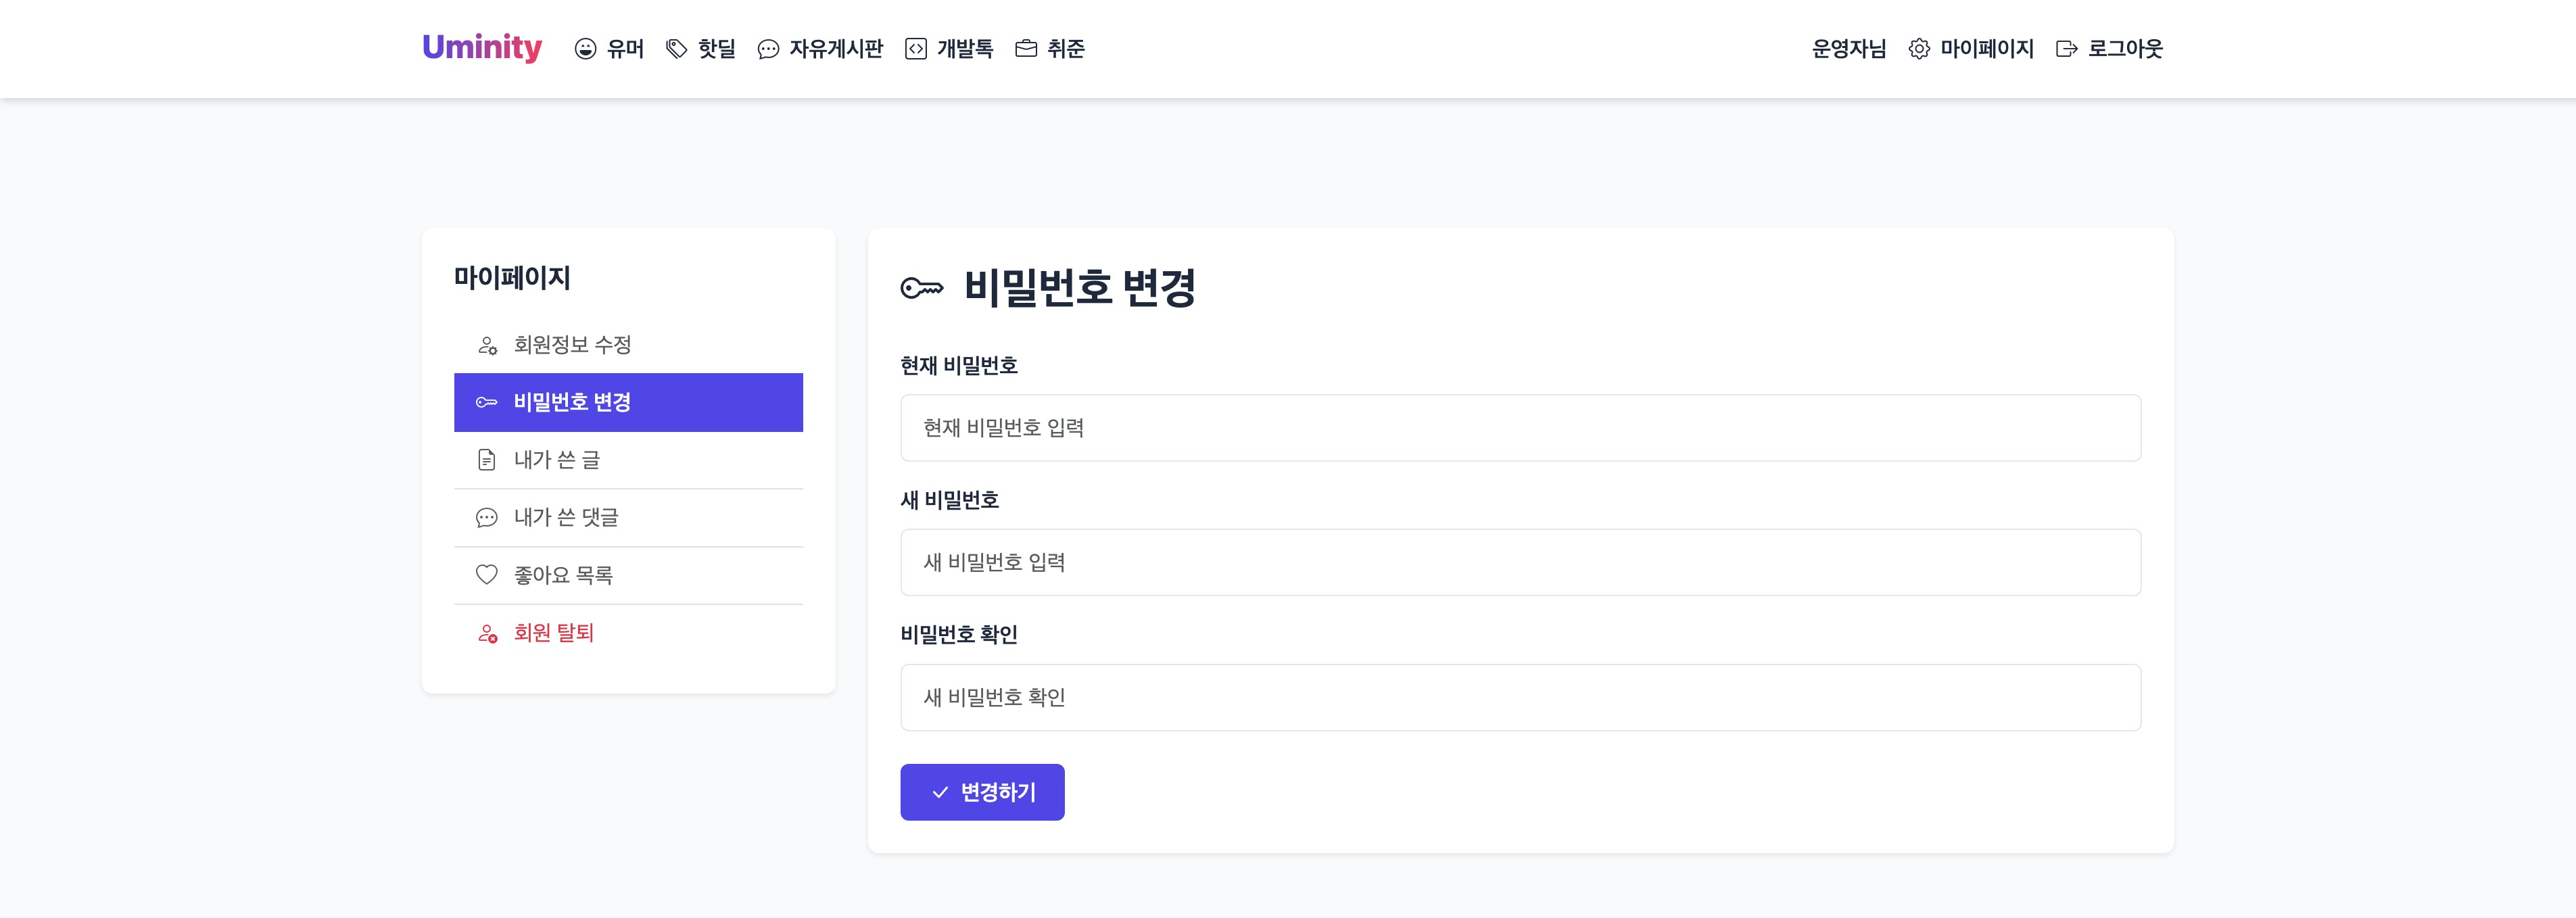 Uminity 유머 핫딜 자유게시판 개발톡 취준 운영자님 마이페이지 로그아웃
마이페이지
회원정보 수정
비밀번호 변경
내가 쓴 글
내가 쓴 댓글
좋아요 목록
회원 탈퇴
비밀번호 변경
현재 비밀번호
현재 비밀번호 입력
새 비밀번호
새 비밀번호 입력
비밀번호 확인
새 비밀번호 확인
변경하기